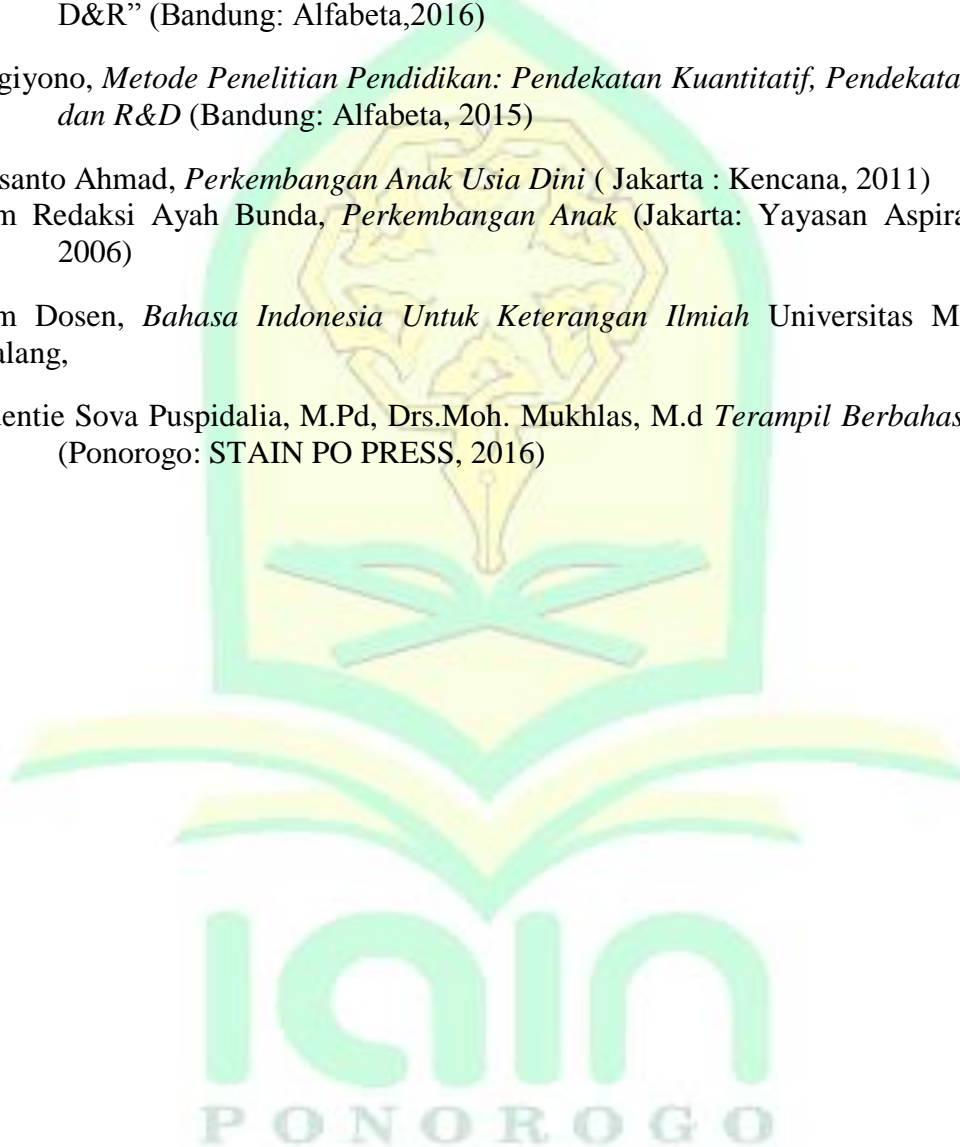 D&R” (Bandung: Alfabeta,2016)
giyono, Metode Penelitian Pendidikan: Pendekatan Kuantitatif, Pendekata
dan R&D (Bandung: Alfabeta, 2015)
santo Ahmad, Perkembangan Anak Usia Dini ( Jakarta : Kencana, 2011)
m Redaksi Ayah Bunda, Perkembangan Anak (Jakarta: Yayasan Aspira
2006)
m Dosen, Bahasa Indonesia Untuk Keterangan Ilmiah Universitas M
alang,
entie Sova Puspidalia, M.Pd, Drs.Moh. Mukhlas, M.d Terampil Berbahas
(Ponorogo: STAIN PO PRESS, 2016)
iain
PONOROGO